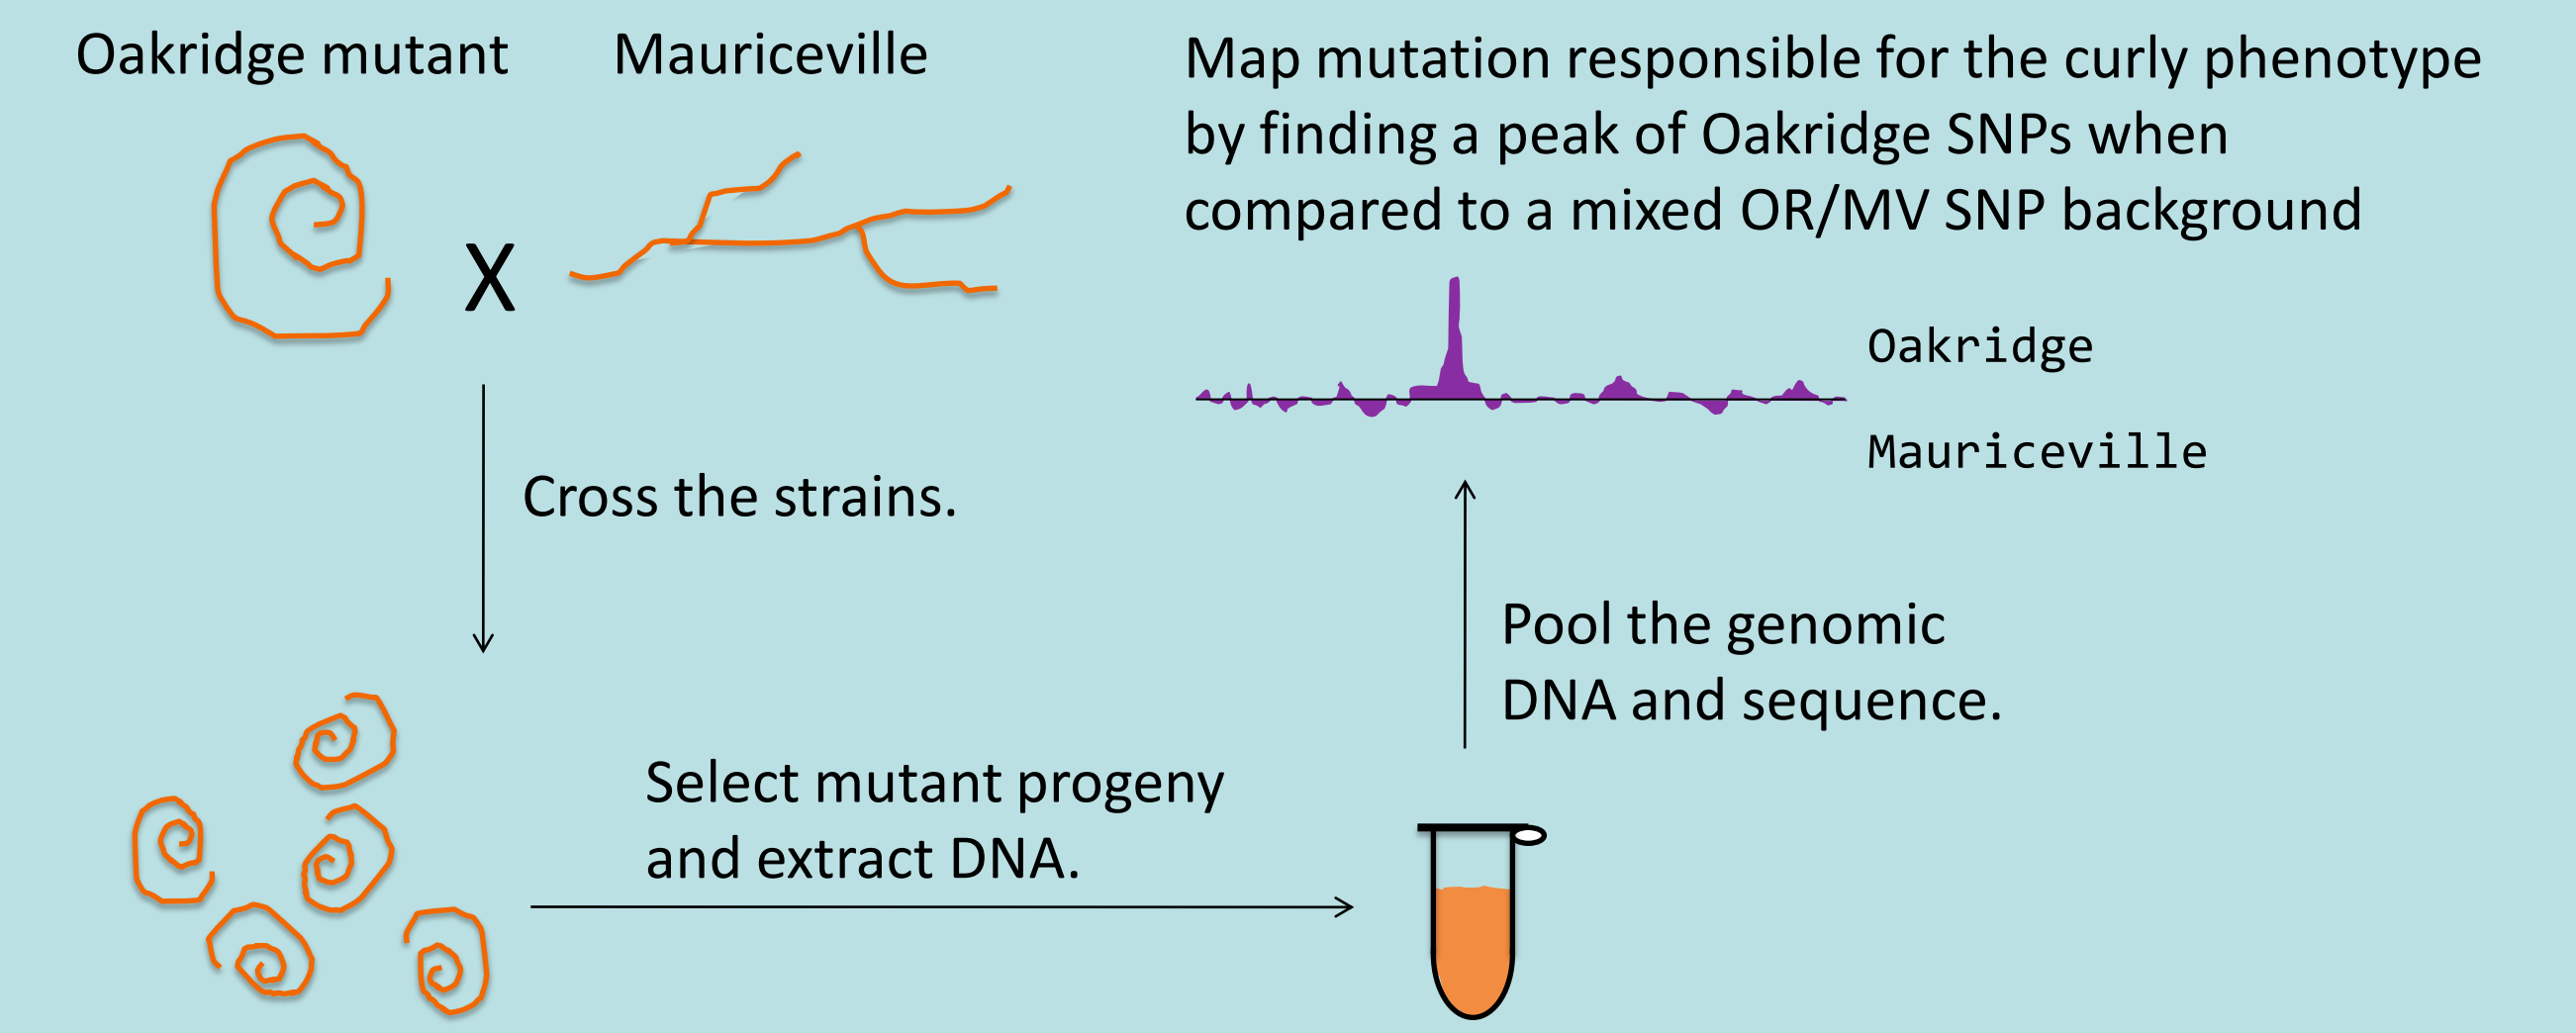 Oakridge mutant
Mauriceville
X
Cross the strains.
Select mutant progeny
and extract DNA.
Pool the genomic
DNA and sequence.
Map mutation responsible for the curly phenotype
by finding a peak of Oakridge SNPs when
compared to a mixed OR/MV SNP background
Oakridge
Mauriceville